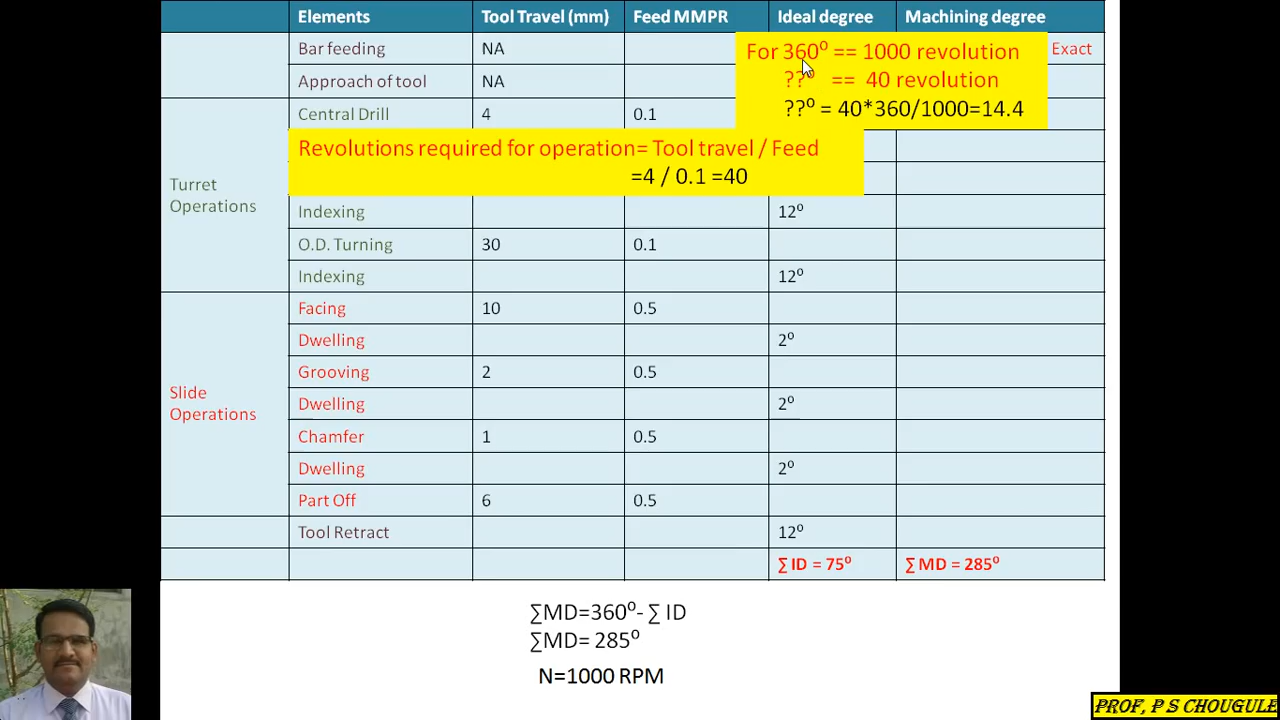 Elements Tool Travel (mm) Feed MMPR Ideal degree Machining degree
Bar feeding NA Exact
Approach of tool NA
Central Drill 4 0.1
For 360⁰ == 1000 revolution
??⁰ == 40 revolution
??⁰ = 40*360/1000=14.4
Revolutions required for operation= Tool travel / Feed
=4 / 0.1 =40
Turret
Operations
Indexing 12⁰
O.D. Turning 30 0.1
Indexing 12⁰
Slide
Operations
Facing 10 0.5
Dwelling 2⁰
Grooving 2 0.5
Dwelling 2⁰
Chamfer 1 0.5
Dwelling 2⁰
Part Off 6 0.5
Tool Retract 12⁰
∑ ID = 75⁰ ∑ MD = 285⁰
∑MD=360⁰- ∑ ID
∑MD= 285⁰
N=1000 RPM
PROF, P S CHOUGULE